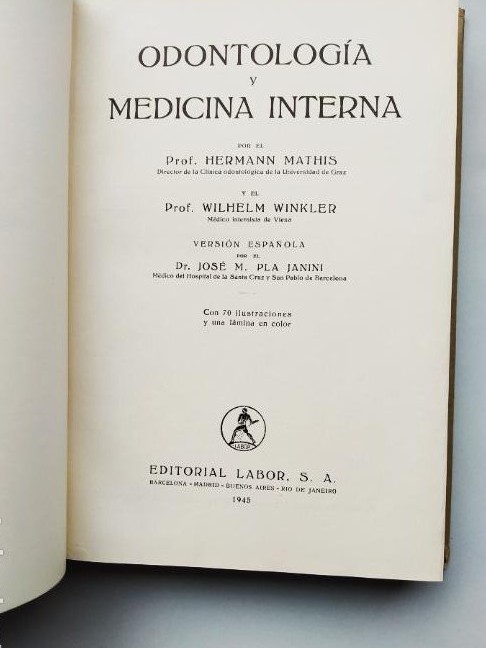 ODONTOLOGÍA
y
MEDICINA INTERNA
POR EL
Prof. HERMANN MATHIS
Director de la Clínica odontológica de la Universidad de Graz
Y EL
Prof. WILHELM WINKLER
Médico internista de Viena
VERSIÓN ESPAÑOLA
POR EL
Dr. JOSÉ M. PLA JANINI
Médico del Hospital de la Santa Cruz y San Pablo de Barcelona
Con 70 ilustraciones
y una lámina en color
LABOR
EDITORIAL LABOR, S. A.
BARCELONA - MADRID - BUENOS AIRES - RIO DE JANEIRO
1945